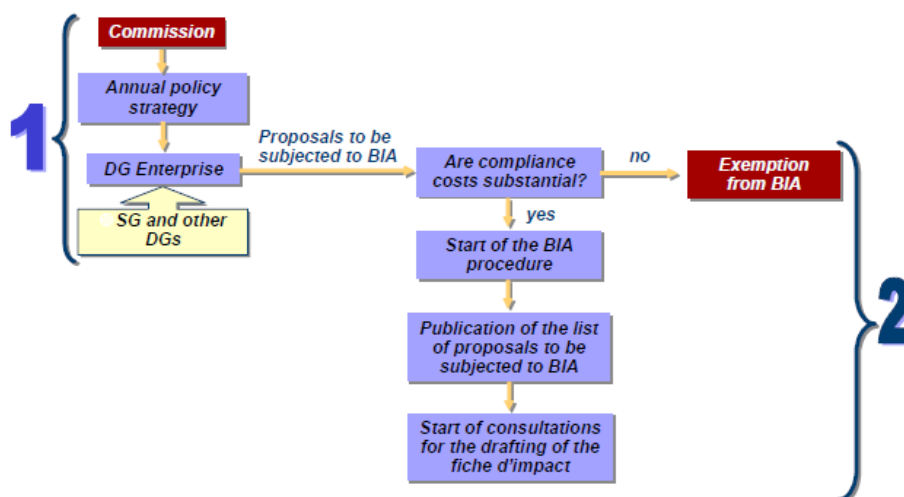 1
Commission
Annual policy
strategy
DG Enterprise
SG and other
DGs
Proposals to be
subjected to BIA
Are compliance
costs substantial?
no
Exemption
from BIA
yes
Start of the BIA
procedure
Publication of the list
of proposals to be
subjected to BIA
Start of consultations
for the drafting of the
fiche d'impact
2